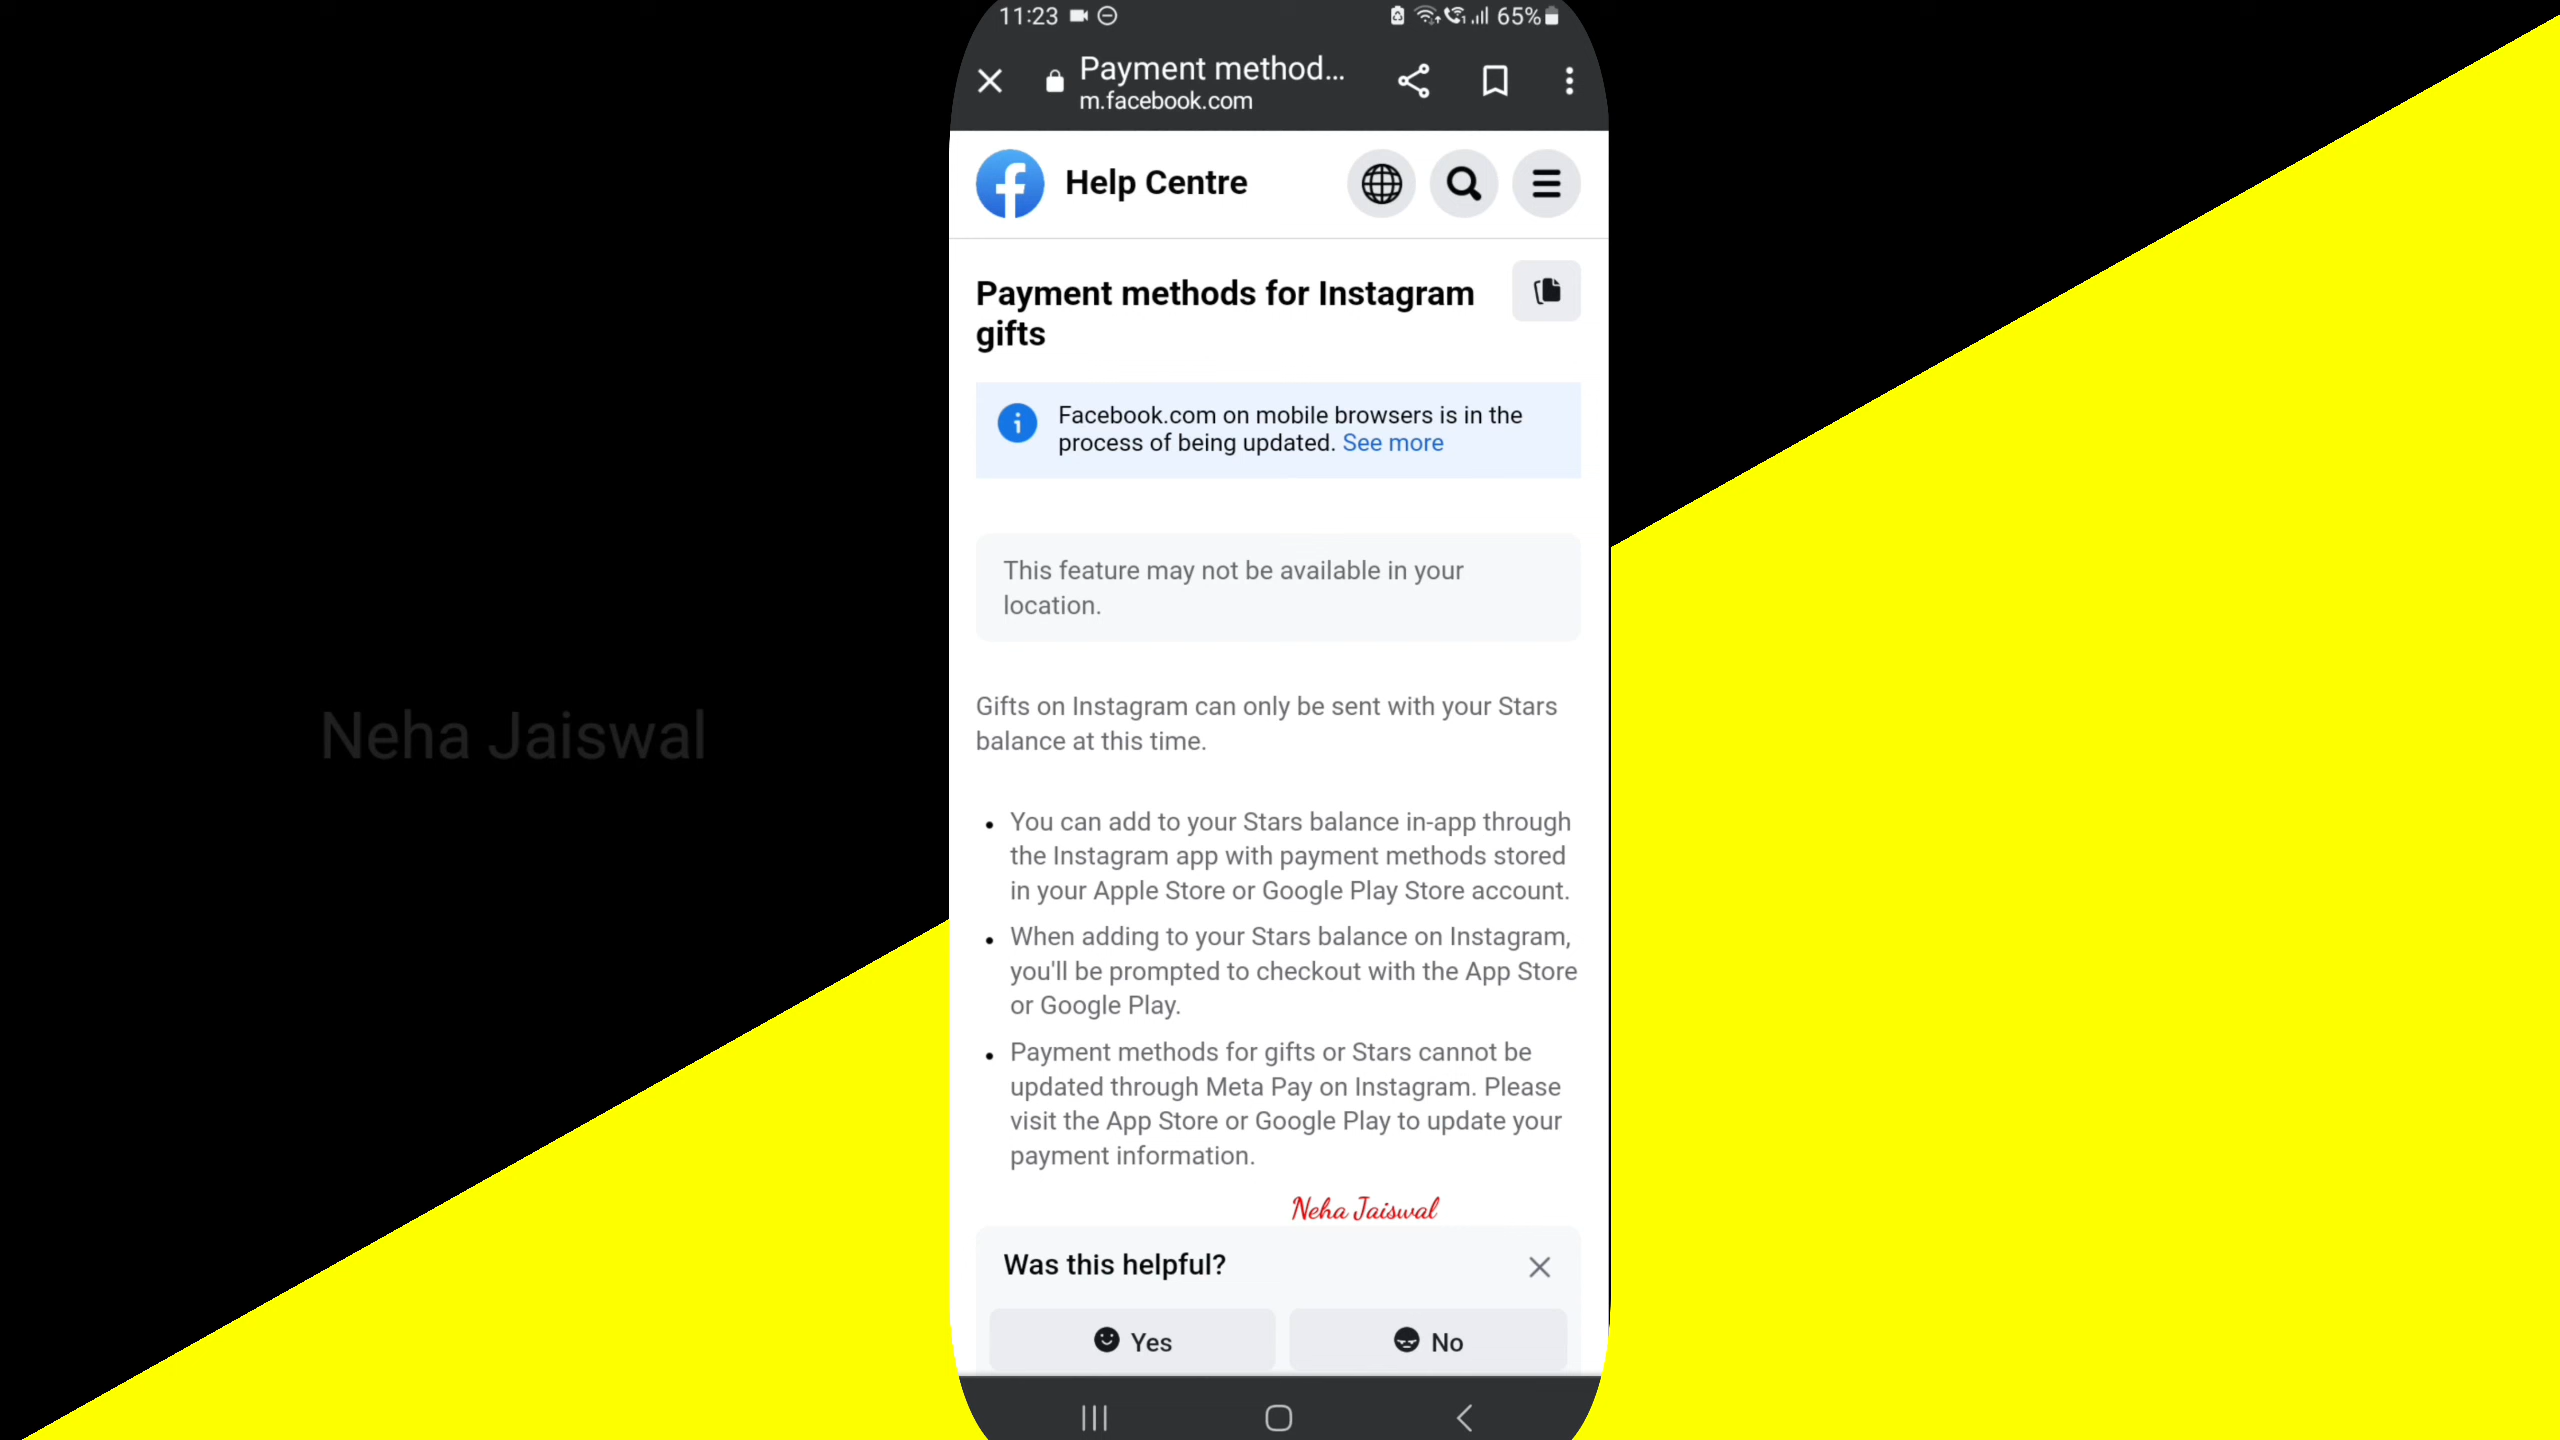 11:23
65%
Payment method...
m.facebook.com
Help Centre
Payment methods for Instagram
gifts
Facebook.com on mobile browsers is in the
process of being updated. See more
This feature may not be available in your
location.
Gifts on Instagram can only be sent with your Stars
balance at this time.
Neha Jaiswal
• You can add to your Stars balance in-app through
the Instagram app with payment methods stored
in your Apple Store or Google Play Store account.
• When adding to your Stars balance on Instagram,
you'll be prompted to checkout with the App Store
or Google Play.
• Payment methods for gifts or Stars cannot be
updated through Meta Pay on Instagram. Please
visit the App Store or Google Play to update your
payment information.
Neha Jaiswal
Was this helpful?
Yes
No